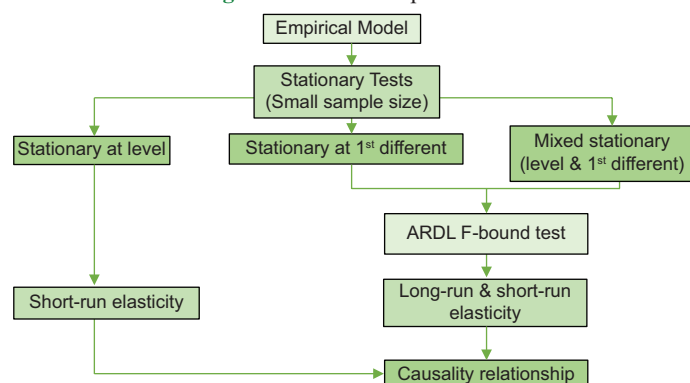 Empirical Model
Stationary Tests
(Small sample size)
Stationary at level
Stationary at 1st different
Mixed stationary
(level & 1st different)
ARDL F-bound test
Short-run elasticity
Long-run & short-run
elasticity
Causality relationship